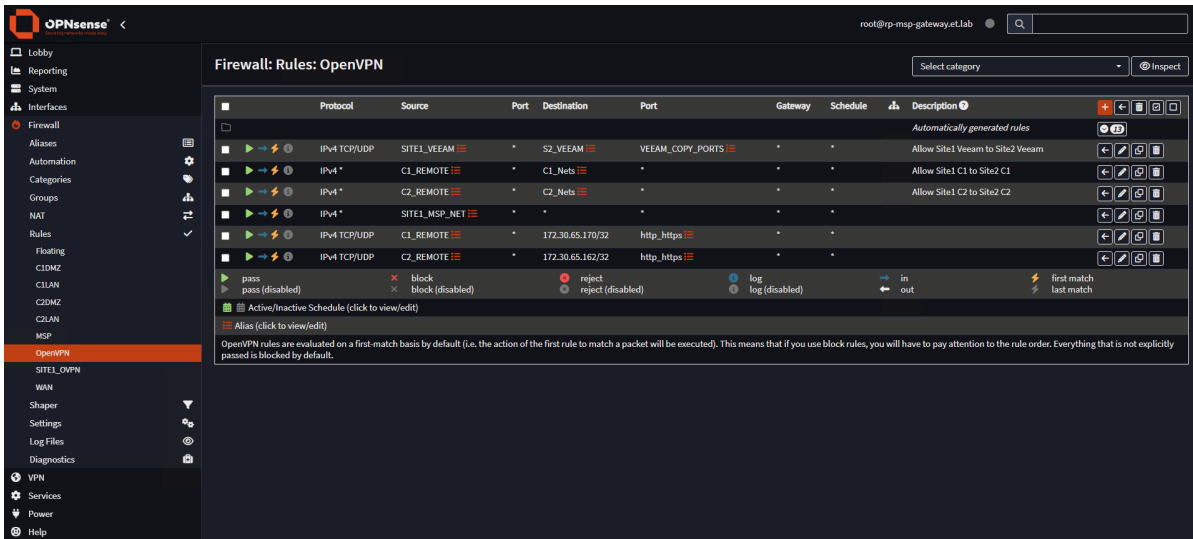 OPNsense
root@rp-msp-gateway.et.lab
Lobby
Reporting
System
Interfaces
Firewall
Aliases
Automation
Categories
Groups
NAT
Rules
Floating
C1DMZ
C1LAN
C2DMZ
C2LAN
MSP
OpenVPN
SITE1_OVPN
WAN
Shaper
Settings
Log Files
Diagnostics
VPN
Services
Power
Help
Firewall: Rules: OpenVPN
Select category
Inspect
Protocol Source Port Destination Port Gateway Schedule Description
Automatically generated rules 13
IPv4 TCP/UDP SITE1_VEEAM * S2_VEEAM VEEAM_COPY_PORTS * * Allow Site1 Veeam to Site2 Veeam
IPv4 * C1_REMOTE * C1_Nets * * * Allow Site1 C1 to Site2 C1
IPv4 * C2_REMOTE * C2_Nets * * * Allow Site1 C2 to Site2 C2
IPv4 * SITE1_MSP_NET * * * * *
IPv4 TCP/UDP C1_REMOTE * 172.30.65.170/32 http_https * *
IPv4 TCP/UDP C2_REMOTE * 172.30.65.162/32 http_https * *
pass block reject log in first match
pass (disabled) block (disabled) reject (disabled) log (disabled) out last match
Active/Inactive Schedule (click to view/edit)
Alias (click to view/edit)
OpenVPN rules are evaluated on a first-match basis by default (i.e. the action of the first rule to match a packet will be executed). This means that if you use block rules, you will have to pay attention to the rule order. Everything that is not explicitly
passed is blocked by default.